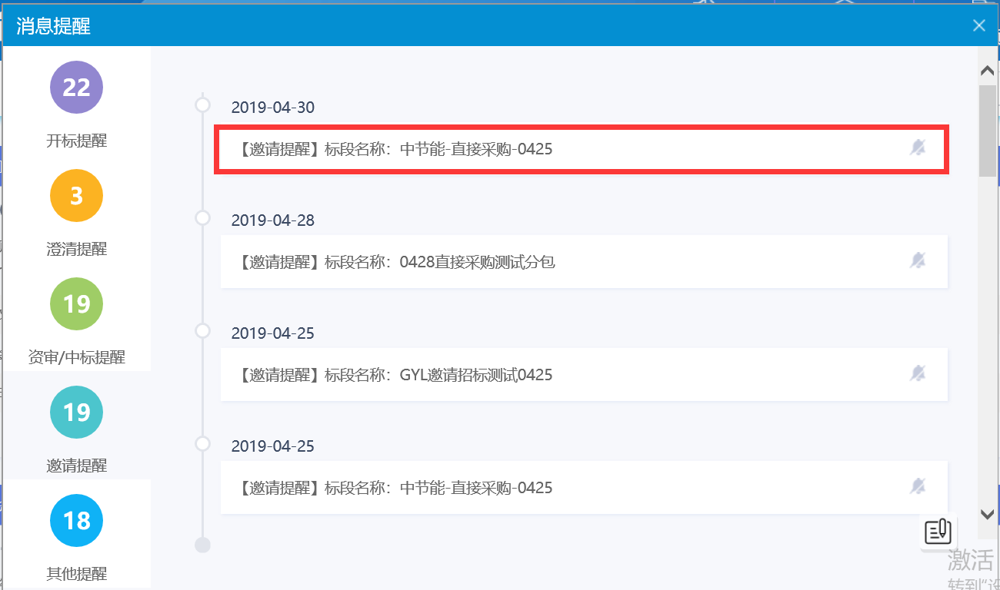 消息提醒
22
开标提醒
3
澄清提醒
19
资审/中标提醒
19
邀请提醒
18
其他提醒
2019-04-30
【邀请提醒】标段名称：中节能-直接采购-0425
2019-04-28
【邀请提醒】标段名称：0428直接采购测试分包
2019-04-25
【邀请提醒】标段名称：GYL邀请招标测试0425
2019-04-25
【邀请提醒】标段名称：中节能-直接采购-0425
激活
转到"设